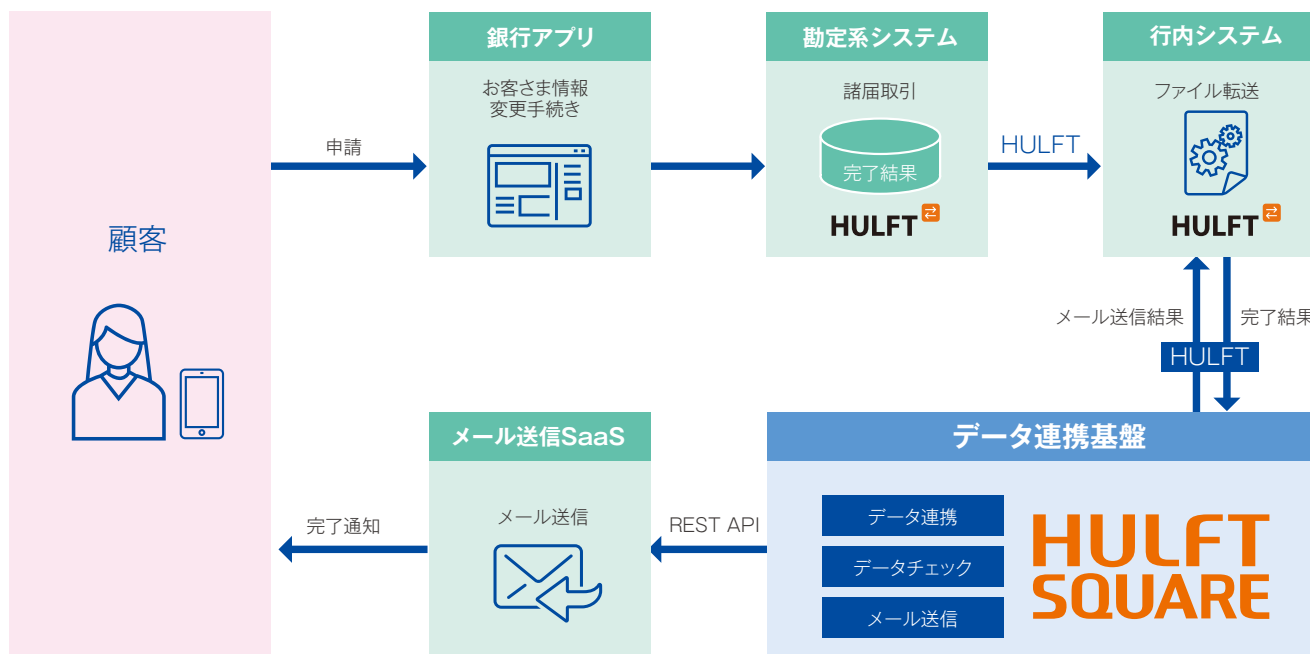 銀行アプリ
お客さま情報
変更手続き
勘定系システム
諸届取引
完了結果
HULFT
行内システム
ファイル転送
HULFT
申請
HULFT
顧客
メール送信結果
完了結果
HULFT
メール送信SaaS
メール送信
完了通知
REST API
データ連携基盤
データ連携
データチェック
メール送信
HULFT
SQUARE